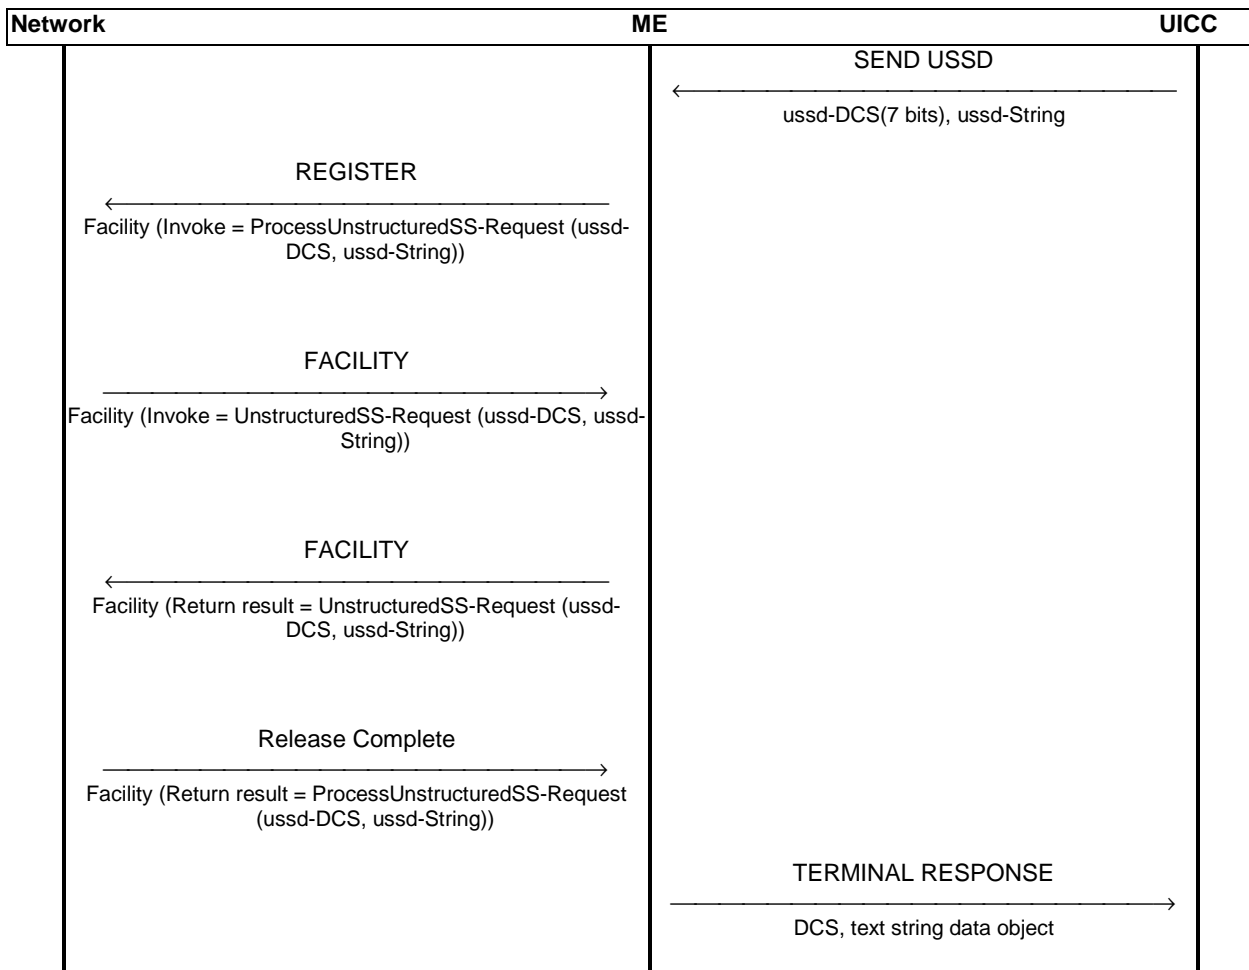 Network ME UICC
SEND USSD
ussd-DCS(7 bits), ussd-String
REGISTER
Facility (Invoke = ProcessUnstructuredSS-Request (ussd-
DCS, ussd-String))
FACILITY
Facility (Invoke = UnstructuredSS-Request (ussd-DCS, ussd-
String))
FACILITY
Facility (Return result = UnstructuredSS-Request (ussd-
DCS, ussd-String))
Release Complete
Facility (Return result = ProcessUnstructuredSS-Request
(ussd-DCS, ussd-String))
TERMINAL RESPONSE
DCS, text string data object